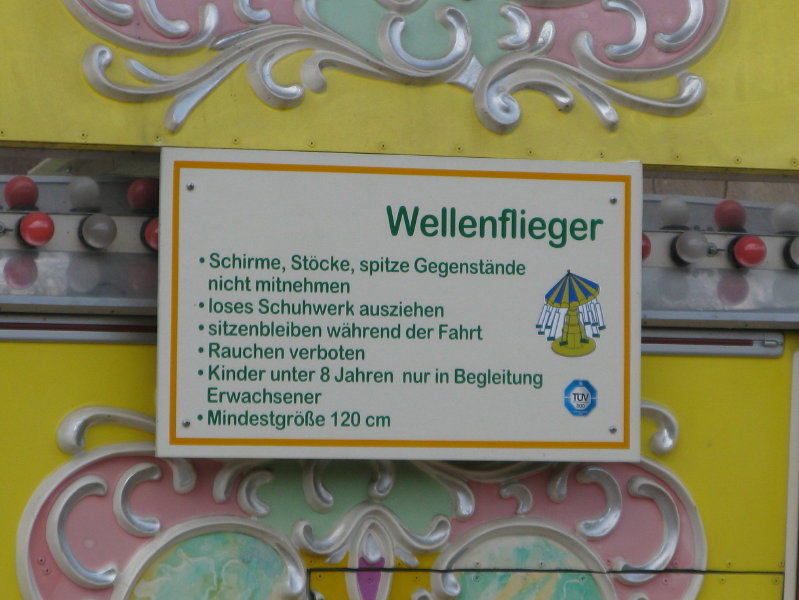 Wellenflieger
• Schirme, Stöcke, spitze Gegenstände
nicht mitnehmen
• loses Schuhwerk ausziehen
• sitzenbleiben während der Fahrt
• Rauchen verboten
• Kinder unter 8 Jahren nur in Begleitung
Erwachsener
• Mindestgröße 120 cm
TÜV